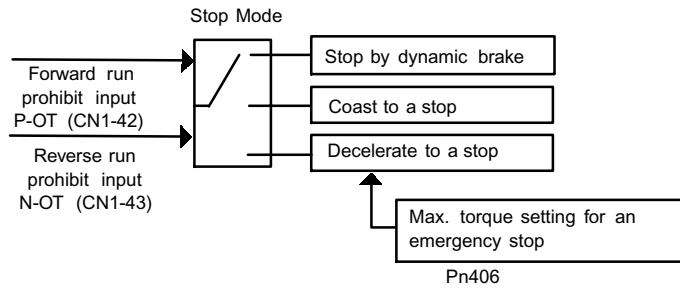 Stop Mode
Forward run
prohibit input
P-OT (CN1-42)
Reverse run
prohibit input
N-OT (CN1-43)
Stop by dynamic brake
Coast to a stop
Decelerate to a stop
Max. torque setting for an
emergency stop
Pn406